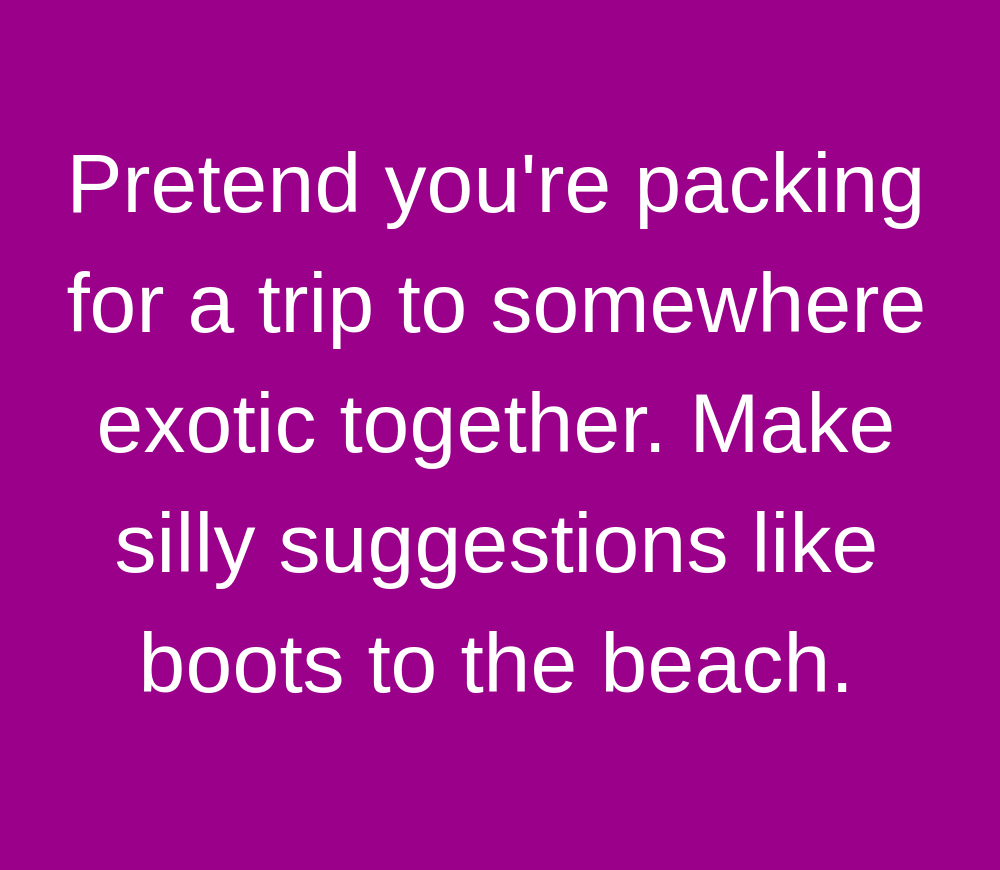 Pretend you're packing
for a trip to somewhere
exotic together. Make
silly suggestions like
boots to the beach.